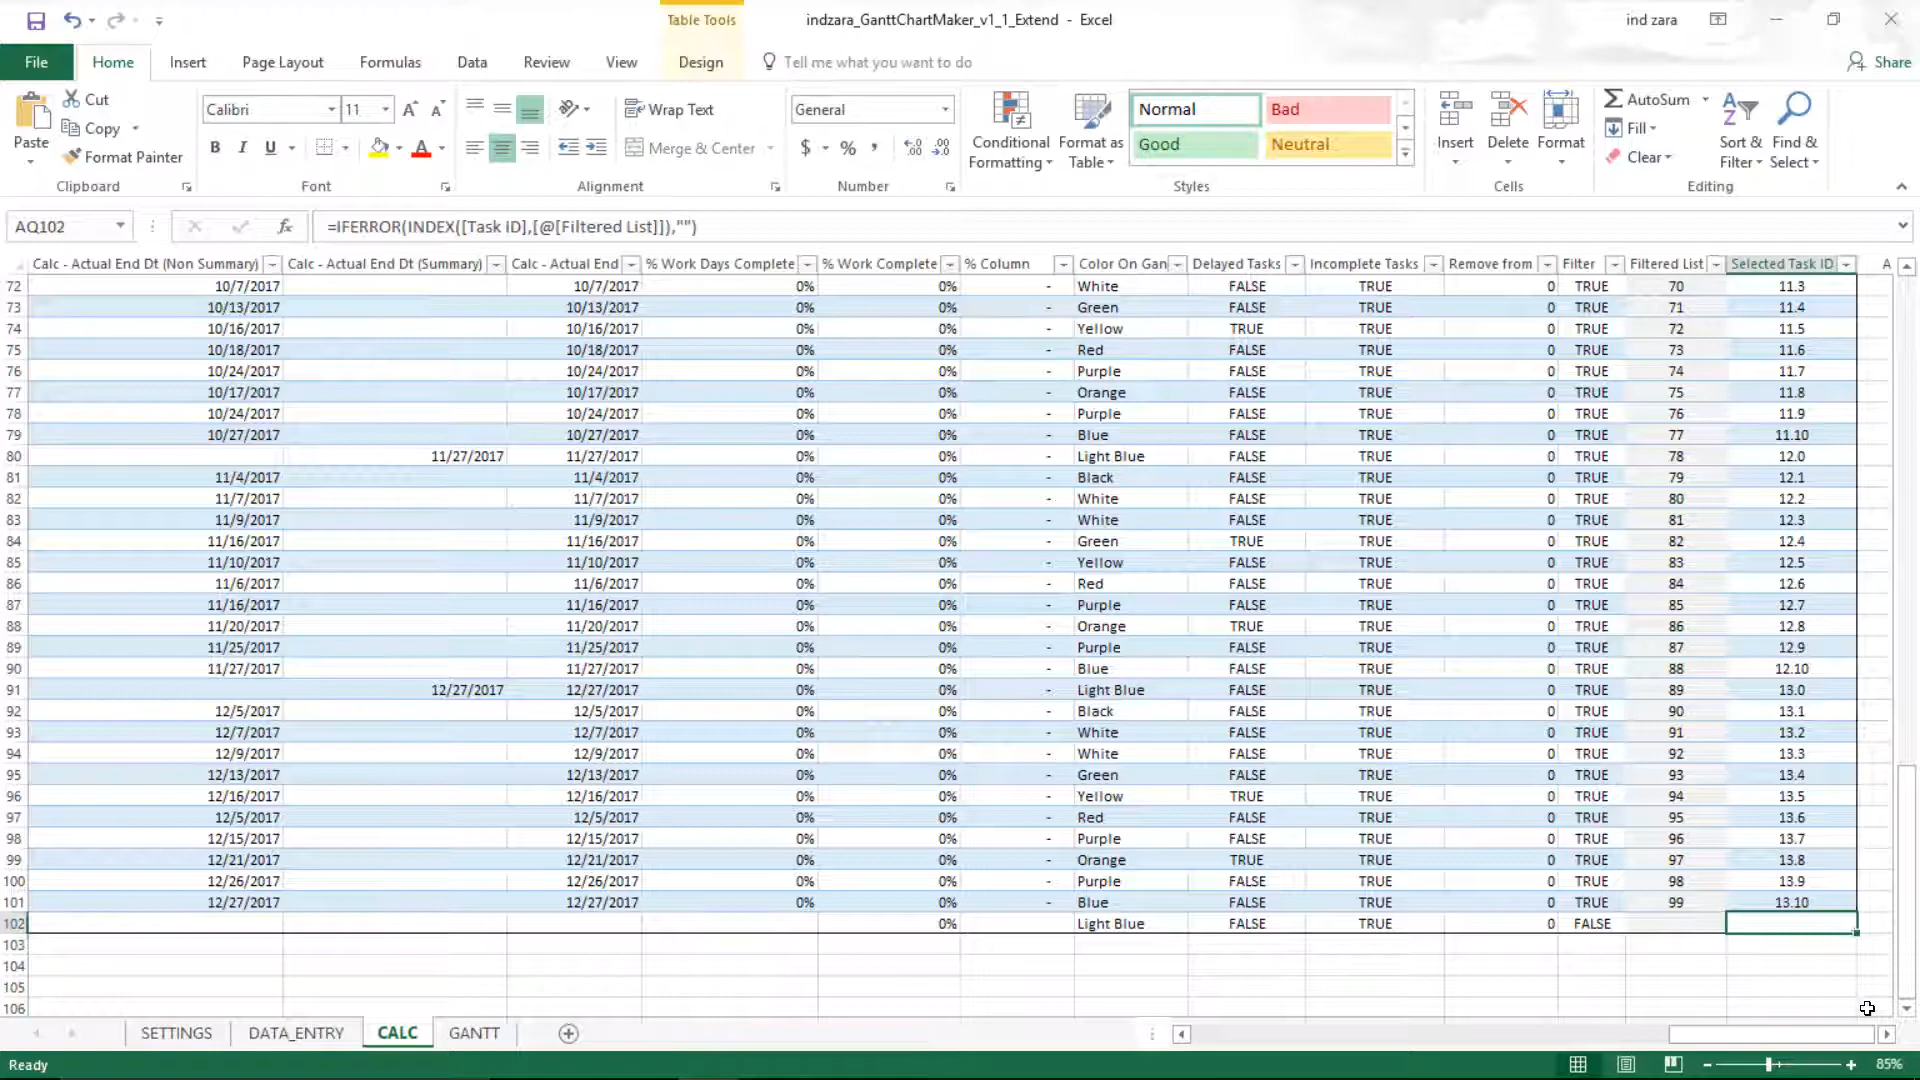 Table Tools
indzara_GanttChartMaker_v1_1_Extend - Excel
ind zara
File Home Insert Page Layout Formulas Data Review View Design Tell me what you want to do Share
Cut
Copy
Format Painter
Paste
Clipboard
Calibri 11
B I U
Font
Wrap Text
Merge & Center
Alignment
General
$ % ,
Number
Conditional Formatting
Format as Table
Normal Bad
Good Neutral
Styles
Insert Delete Format
Cells
AutoSum
Fill
Clear
Sort & Filter
Find & Select
Editing
AQ102 fx =IFERROR(INDEX([Task ID],[@[Filtered List]]),"")
Calc - Actual End Dt (Non Summary) Calc - Actual End Dt (Summary) Calc - Actual End % Work Days Complete % Work Complete % Column Color On Gan Delayed Tasks Incomplete Tasks Remove from Filter Filtered List Selected Task ID A
72 10/7/2017 10/7/2017 0% 0% - White FALSE TRUE 0 TRUE 70 11.3
73 10/13/2017 10/13/2017 0% 0% - Green FALSE TRUE 0 TRUE 71 11.4
74 10/16/2017 10/16/2017 0% 0% - Yellow TRUE TRUE 0 TRUE 72 11.5
75 10/18/2017 10/18/2017 0% 0% - Red FALSE TRUE 0 TRUE 73 11.6
76 10/24/2017 10/24/2017 0% 0% - Purple FALSE TRUE 0 TRUE 74 11.7
77 10/17/2017 10/17/2017 0% 0% - Orange FALSE TRUE 0 TRUE 75 11.8
78 10/24/2017 10/24/2017 0% 0% - Purple FALSE TRUE 0 TRUE 76 11.9
79 10/27/2017 10/27/2017 0% 0% - Blue FALSE TRUE 0 TRUE 77 11.10
80 11/27/2017 11/27/2017 0% 0% - Light Blue FALSE TRUE 0 TRUE 78 12.0
81 11/4/2017 11/4/2017 0% 0% - Black FALSE TRUE 0 TRUE 79 12.1
82 11/7/2017 11/7/2017 0% 0% - White FALSE TRUE 0 TRUE 80 12.2
83 11/9/2017 11/9/2017 0% 0% - White FALSE TRUE 0 TRUE 81 12.3
84 11/16/2017 11/16/2017 0% 0% - Green TRUE TRUE 0 TRUE 82 12.4
85 11/10/2017 11/10/2017 0% 0% - Yellow FALSE TRUE 0 TRUE 83 12.5
86 11/6/2017 11/6/2017 0% 0% - Red FALSE TRUE 0 TRUE 84 12.6
87 11/16/2017 11/16/2017 0% 0% - Purple FALSE TRUE 0 TRUE 85 12.7
88 11/20/2017 11/20/2017 0% 0% - Orange TRUE TRUE 0 TRUE 86 12.8
89 11/25/2017 11/25/2017 0% 0% - Purple FALSE TRUE 0 TRUE 87 12.9
90 11/27/2017 11/27/2017 0% 0% - Blue FALSE TRUE 0 TRUE 88 12.10
91 12/27/2017 12/27/2017 0% 0% - Light Blue FALSE TRUE 0 TRUE 89 13.0
92 12/5/2017 12/5/2017 0% 0% - Black FALSE TRUE 0 TRUE 90 13.1
93 12/7/2017 12/7/2017 0% 0% - White FALSE TRUE 0 TRUE 91 13.2
94 12/9/2017 12/9/2017 0% 0% - White FALSE TRUE 0 TRUE 92 13.3
95 12/13/2017 12/13/2017 0% 0% - Green FALSE TRUE 0 TRUE 93 13.4
96 12/16/2017 12/16/2017 0% 0% - Yellow TRUE TRUE 0 TRUE 94 13.5
97 12/5/2017 12/5/2017 0% 0% - Red FALSE TRUE 0 TRUE 95 13.6
98 12/15/2017 12/15/2017 0% 0% - Purple FALSE TRUE 0 TRUE 96 13.7
99 12/21/2017 12/21/2017 0% 0% - Orange TRUE TRUE 0 TRUE 97 13.8
100 12/26/2017 12/26/2017 0% 0% - Purple FALSE TRUE 0 TRUE 98 13.9
101 12/27/2017 12/27/2017 0% 0% - Blue FALSE TRUE 0 TRUE 99 13.10
102 0% Light Blue FALSE TRUE 0 FALSE
103
104
105
106
SETTINGS DATA_ENTRY CALC GANTT
Ready 85%